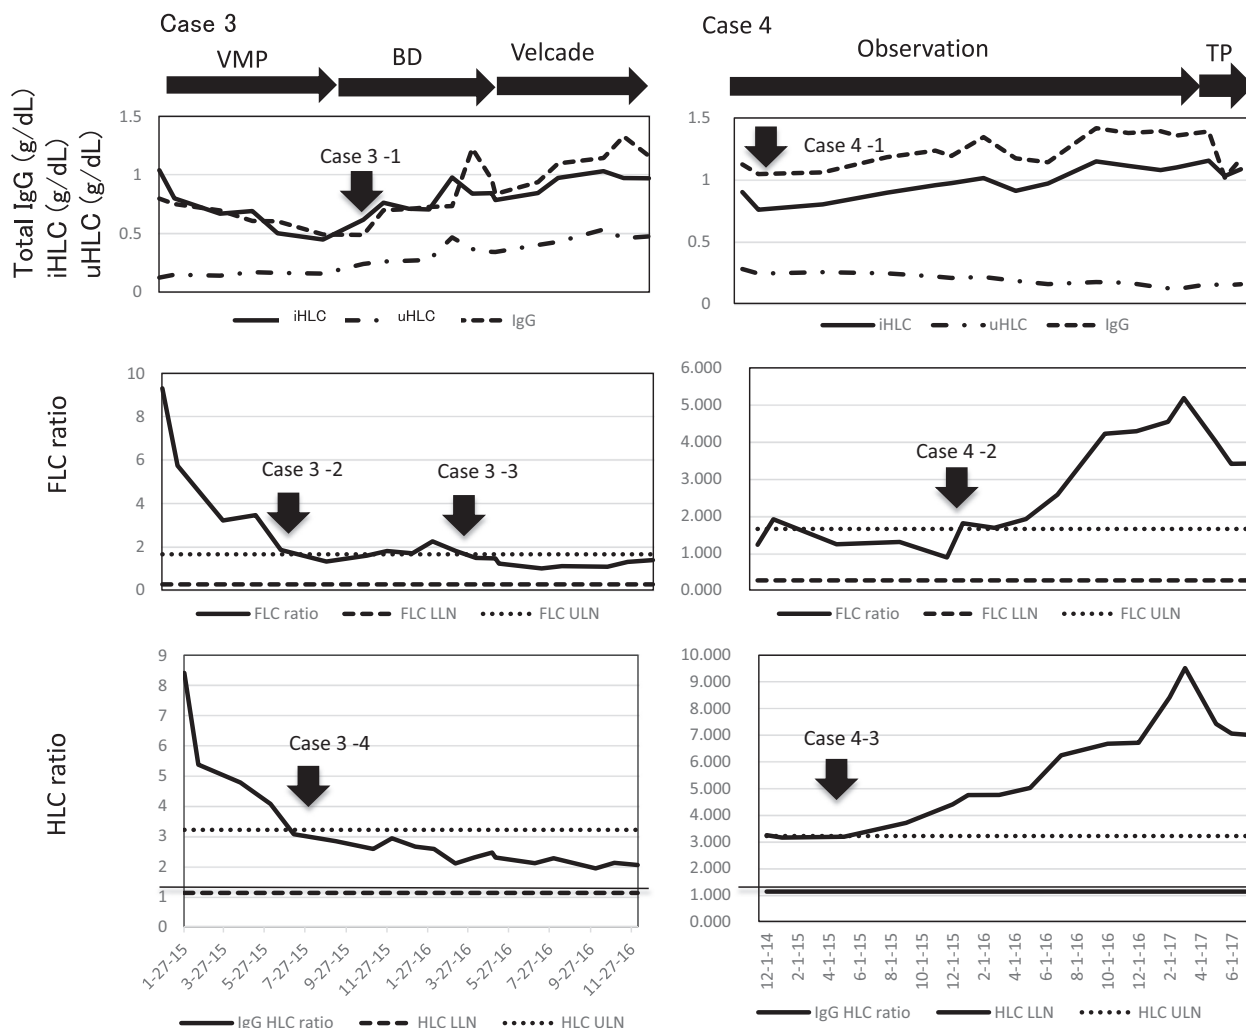 Case 3
Case 4
VMP
BD
Velcade
Observation
TP
Total IgG (g/dL)
iHLC (g/dL)
uHLC (g/dL)
1.5
1
0.5
0
Case 3 -1
iHLC
uHLC
IgG
1.5
1
0.5
0
Case 4 -1
iHLC
uHLC
IgG
FLC ratio
10
8
6
4
2
0
Case 3 -2
Case 3 -3
FLC ratio
FLC LLN
FLC ULN
6.000
5.000
4.000
3.000
2.000
1.000
0.000
Case 4 -2
FLC ratio
FLC LLN
FLC ULN
HLC ratio
9
8
7
6
5
4
3
2
1
0
Case 3 -4
1-27-15
3-27-15
5-27-15
7-27-15
9-27-15
11-27-15
1-27-16
3-27-16
5-27-16
7-27-16
9-27-16
11-27-16
IgG HLC ratio
HLC LLN
HLC ULN
10.000
9.000
8.000
7.000
6.000
5.000
4.000
3.000
2.000
1.000
0.000
Case 4-3
12-1-14
2-1-15
4-1-15
6-1-15
8-1-15
10-1-15
12-1-15
2-1-16
4-1-16
6-1-16
8-1-16
10-1-16
12-1-16
2-1-17
4-1-17
6-1-17
IgG HLC ratio
HLC LLN
HLC ULN